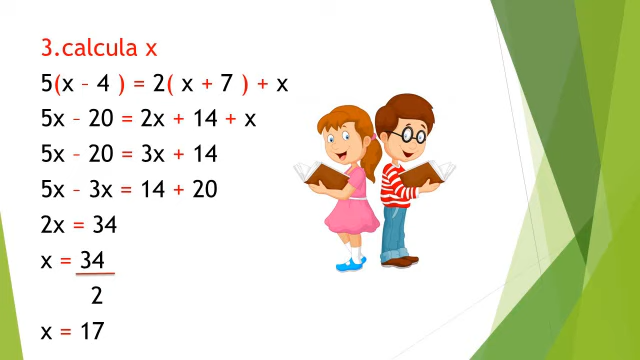 3.calcula x
5(x – 4 ) = 2( x + 7 ) + x
5x – 20 = 2x + 14 + x
5x – 20 = 3x + 14
5x – 3x = 14 + 20
2x = 34
x = 34
2
x = 17